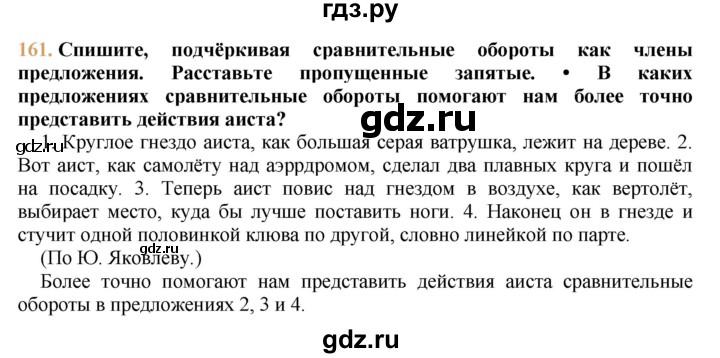 гдз.ру
161. Спишите, подчёркивая сравнительные обороты как члены
предложения. Расставьте пропущенные запятые. • В каких
предложениях сравнительные обороты помогают нам более точно
представить действия аиста?
gdz.ru
1. Круглое гнездо аиста, как большая серая ватрушка, лежит на дереве. 2.
gdz.ru
Вот аист, как самолёту над аэррдромом, сделал два плавных круга и пошёл
на посадку. 3. Теперь аист повис над гнездом в воздухе, как вертолёт,
выбирает место, куда бы лучше поставить ноги. 4. Наконец он в гнезде и
стучит одной половинкой клюва по другой, словно линейкой по парте.
gdz.ru
(По Ю. Яковлеву.)
Более точно помогают нам представить действия аиста сравнительные
обороты в предложениях 2, 3 и 4.
gdz.ru